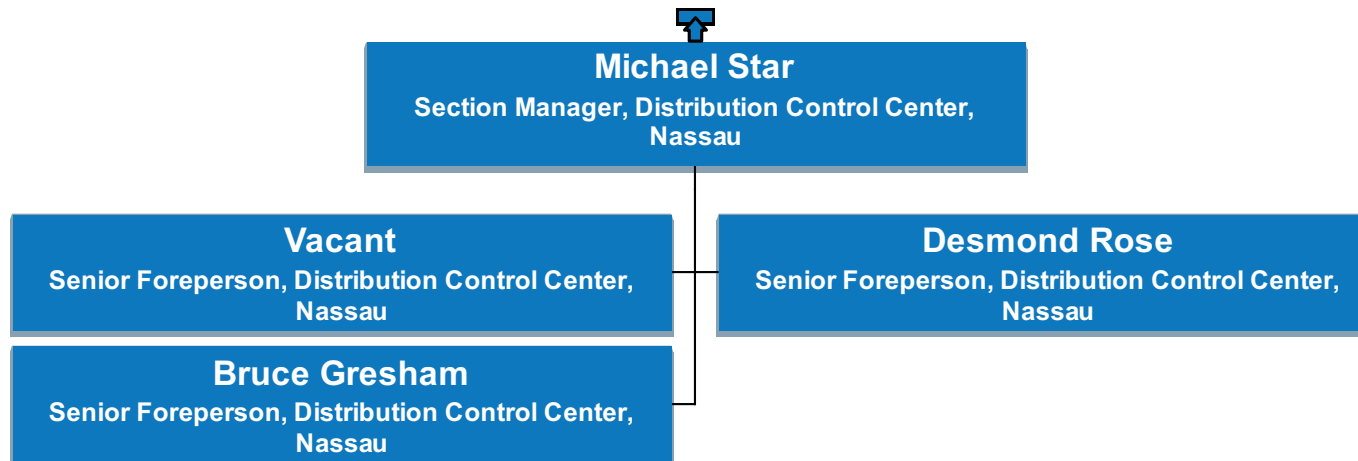 Michael Star
Section Manager, Distribution Control Center,
Nassau
Vacant
Senior Foreperson, Distribution Control Center,
Nassau
Desmond Rose
Senior Foreperson, Distribution Control Center,
Nassau
Bruce Gresham
Senior Foreperson, Distribution Control Center,
Nassau